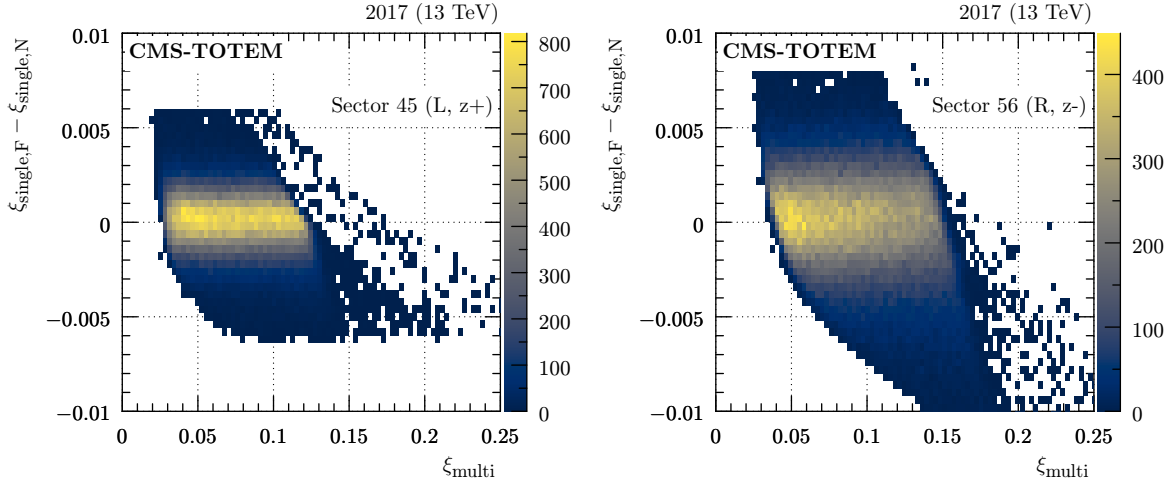 2017 (13 TeV)
CMS-TOTEM
Sector 45 (L, z+)
ξsingle,F − ξsingle,N
0.01
0.005
0
−0.005
−0.01
0 0.05 0.1 0.15 0.2 0.25
ξmulti
800
700
600
500
400
300
200
100
0
2017 (13 TeV)
CMS-TOTEM
Sector 56 (R, z-)
ξsingle,F − ξsingle,N
0.01
0.005
0
−0.005
−0.01
0 0.05 0.1 0.15 0.2 0.25
ξmulti
400
300
200
100
0